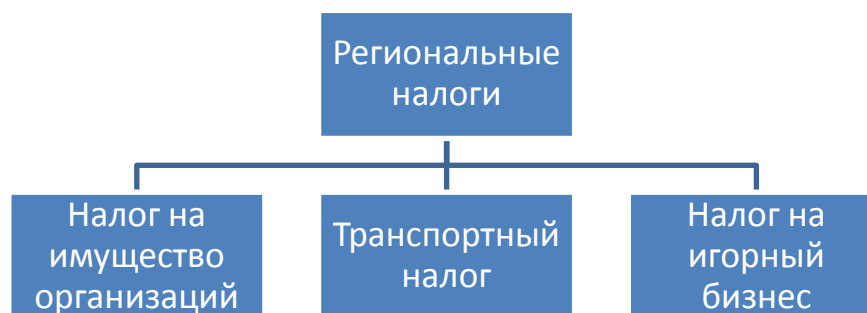 Региональные
налоги
Налог на
имущество
организаций
Транспортный
налог
Налог на
игорный
бизнес